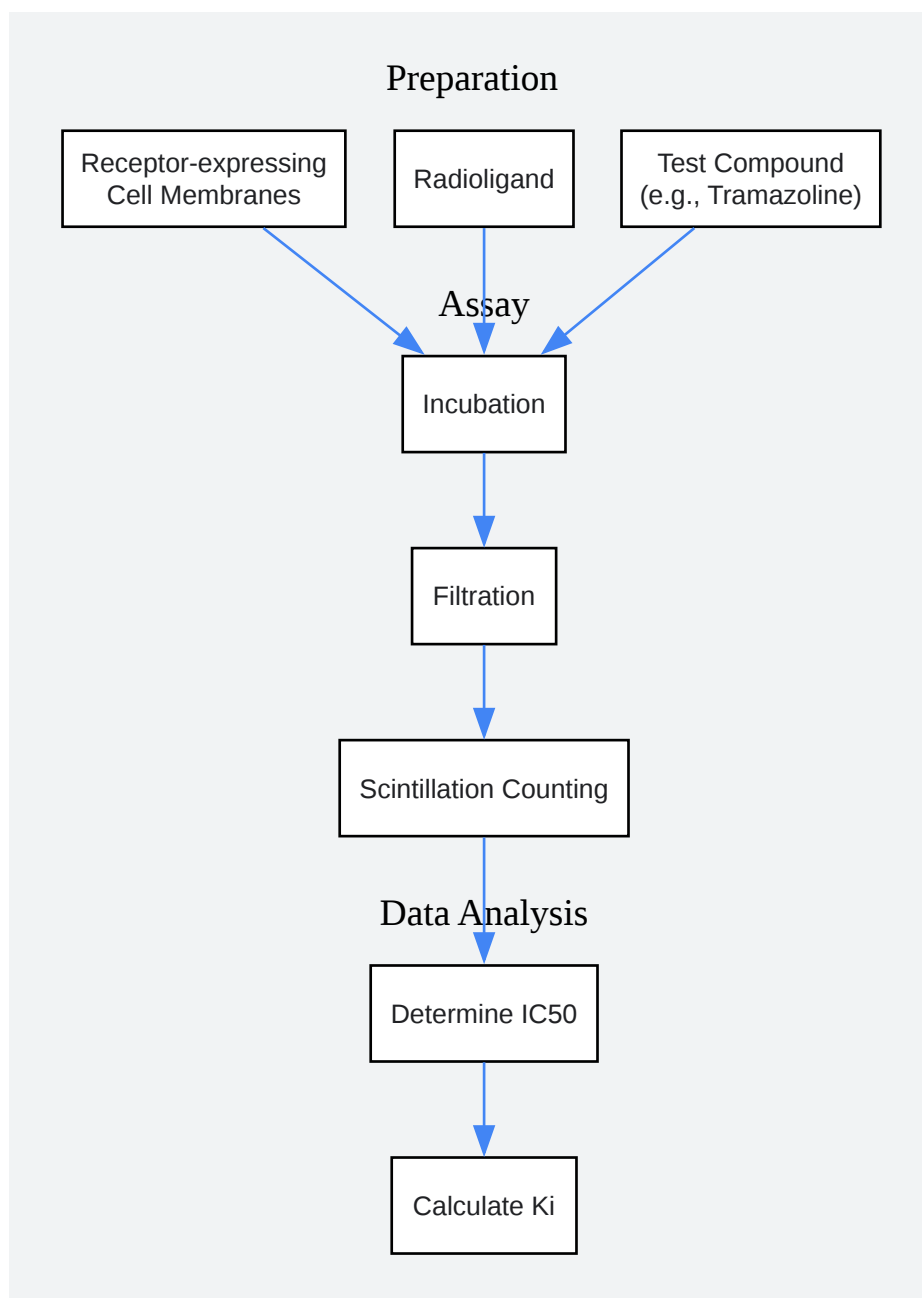 Preparation
Receptor-expressing
Cell Membranes
Radioligand
Test Compound
(e.g., Tramazoline)
Assay
Incubation
Filtration
Scintillation Counting
Data Analysis
Determine IC50
Calculate Ki